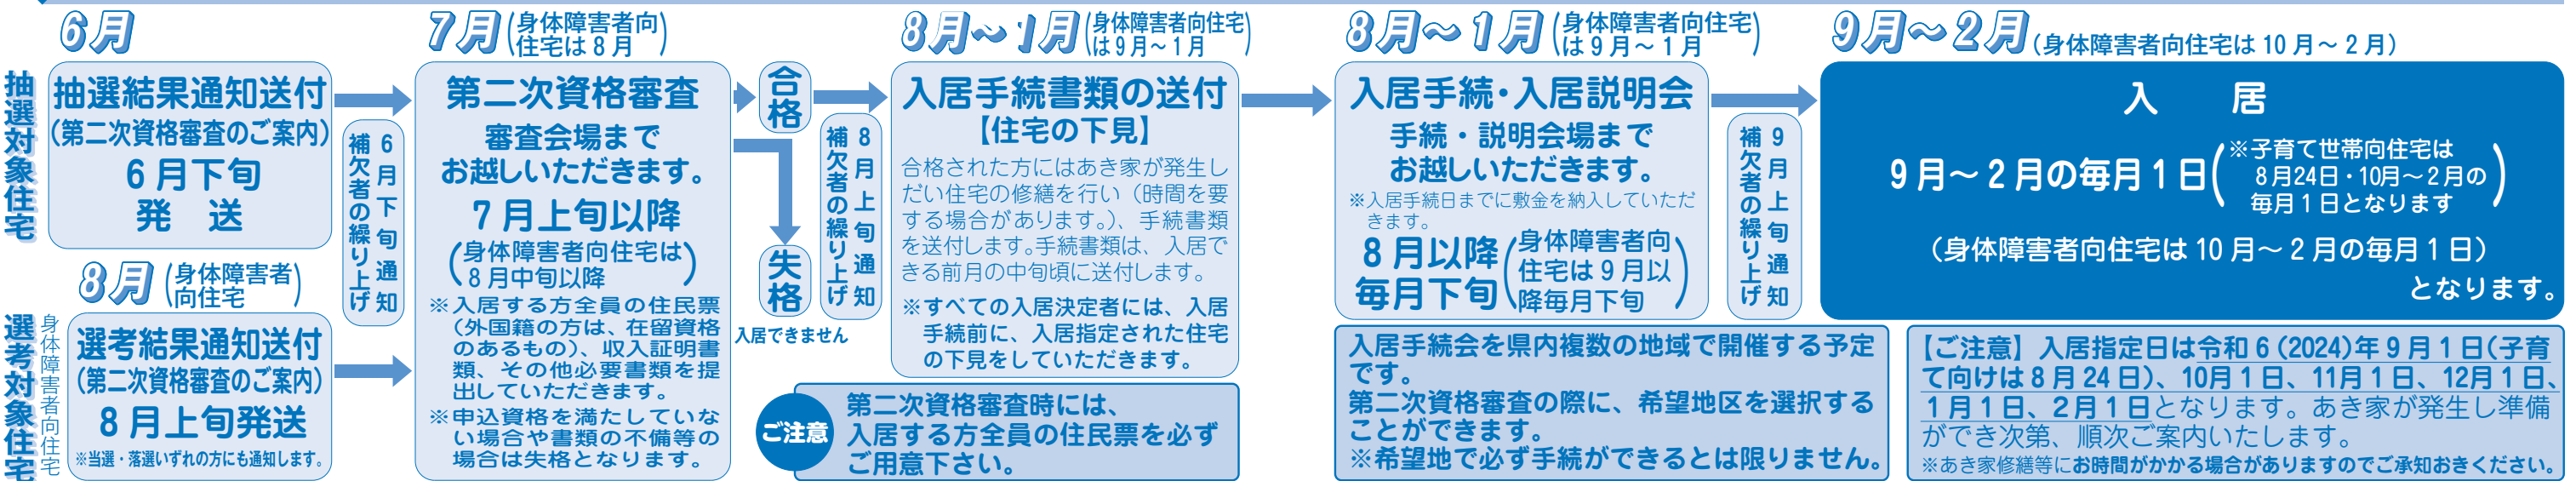 6月
抽選対象住宅
抽選結果通知送付
(第二次資格審査のご案内)
6月下旬
発　送
8月(身体障害者
向住宅)
選考対象住宅
身体障害者向住宅
選考結果通知送付
(第二次資格審査のご案内)
8月上旬発送
※当選・落選いずれの方にも通知します。
6月下旬通知
補欠者の繰り上げ
7月(身体障害者向
住宅は8月)
第二次資格審査
審査会場まで
お越しいただきます。
7月上旬以降
(身体障害者向住宅は
8月中旬以降)
※入居する方全員の住民票
(外国籍の方は、在留資格
のあるもの)、収入証明書
類、その他必要書類を提
出していただきます。
※申込資格を満たしていな
い場合や書類の不備等の
場合は失格となります。
合格
失格
入居できません
8月上旬通知
補欠者の繰り上げ
8月～1月(身体障害者向住宅
は9月～1月)
入居手続書類の送付
【住宅の下見】
合格された方にはあき家が発生し
だい住宅の修繕を行い（時間を要
する場合があります。）、手続書類
を送付します。手続書類は、入居で
きる前月の中旬頃に送付します。
※すべての入居決定者には、入居
手続前に、入居指定された住宅
の下見をしていただきます。
ご注意
第二次資格審査時には、
入居する方全員の住民票を必ず
ご用意下さい。
8月～1月(身体障害者向住宅
は9月～1月)
入居手続・入居説明会
手続・説明会場まで
お越しいただきます。
※入居手続日までに敷金を納入していただ
きます。
8月以降
毎月下旬
(身体障害者向
住宅は9月以
降毎月下旬)
入居手続会を県内複数の地域で開催する予定
です。
第二次資格審査の際に、希望地区を選択する
ことができます。
※希望地で必ず手続ができるとは限りません。
9月上旬通知
補欠者の繰り上げ
9月～2月(身体障害者向住宅は10月～2月)
入　居
9月～2月の毎月1日
(※子育て世帯向住宅は
8月24日・10月～2月の
毎月1日となります)
(身体障害者向住宅は10月～2月の毎月1日)
となります。
【ご注意】入居指定日は令和6(2024)年9月1日(子育
て向けは8月24日)、10月1日、11月1日、12月1日、
1月1日、2月1日となります。あき家が発生し準備
ができ次第、順次ご案内いたします。
※あき家修繕等にお時間がかかる場合がありますのでご承知おきください。